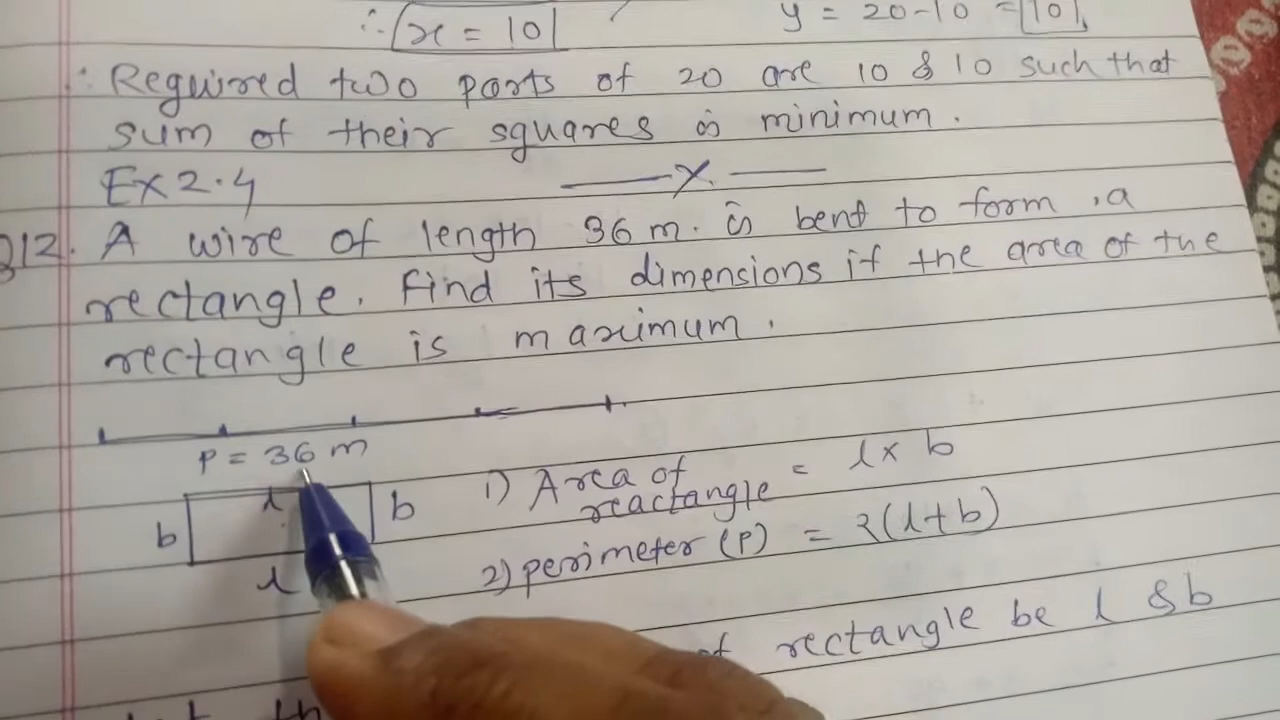 ∴ x = 10 y = 20-10 = 10
∴ Required two parts of 20 are 10 & 10 such that
sum of their squares is minimum.
EX 2.4 —x—
Q12. A wire of length 36 m. is bent to form a
rectangle. Find its dimensions if the area of the
rectangle is maximum.
P = 36 m
l
b
b
l
1) Area of reactangle = l x b
2) perimeter (P) = 2(l+b)
of rectangle be l & b